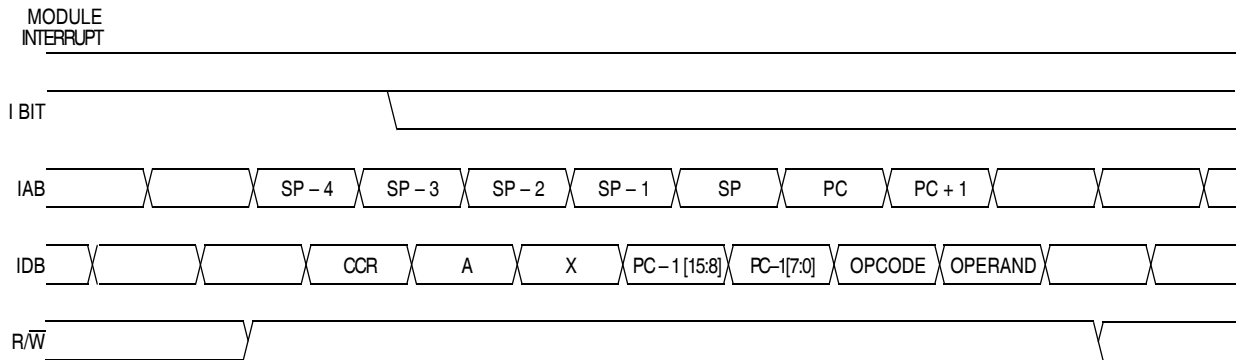 MODULE
INTERRUPT
I BIT
IAB SP – 4 SP – 3 SP – 2 SP – 1 SP PC PC + 1
IDB CCR A X PC – 1 [15:8] PC–1[7:0] OPCODE OPERAND
R/W̅